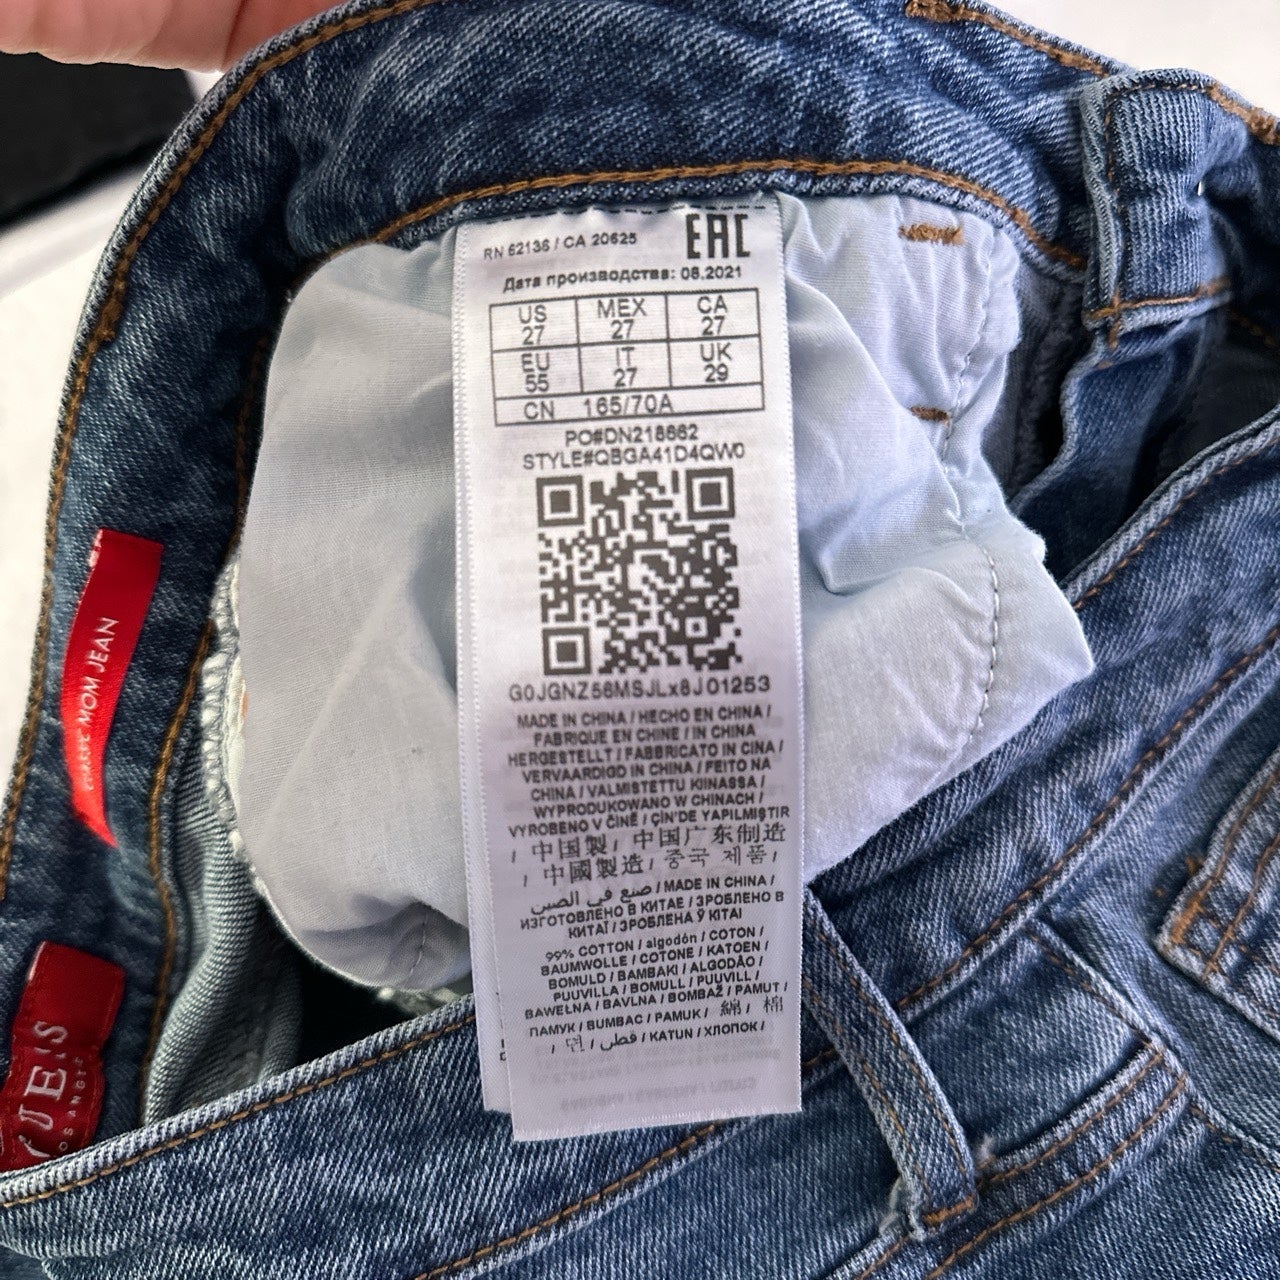 RN 62136 / CA 20625
EAC
Дата производства: 08.2021
US MEX CA
27 27 27
EU IT UK
55 27 29
CN 165/70A
PO#DN218662
STYLE#QBGA41D4QW0
G0JGNZ56MSJLx8J01253
MADE IN CHINA / HECHO EN CHINA /
FABRIQUE EN CHINE / IN CHINA
HERGESTELLT / FABBRICATO IN CINA /
VERVAARDIGD IN CHINA / FEITO NA
CHINA / VALMISTETTU KIINASSA /
WYPRODUKOWANO W CHINACH /
VYROBENO V ČÍNĚ / ÇİN'DE YAPILMIŞTIR
/ 中国製 / 中国广东制造
/ 中國製造 / 중국 제품 /
صنع في الصين / MADE IN CHINA /
ИЗГОТОВЛЕНО В КИТАЕ / ЗРОБЛЕНО В
КИТАЇ / ЗРОБЛЕНА Ў KITAI
99% COTTON / algodón / COTON /
BAUMWOLLE / COTONE / KATOEN /
BOMULD / BAMBAKI / ALGODÃO /
PUUVILLA / BOMULL / PUUVILL /
BAWEŁNA / BAVLNA / BOMBAŽ / PAMUT /
ПАМУК / BUMBAC / PAMUK / 綿 / 棉
/ 면 / قطن / KATUN / ХЛОПОК /
CLASSIC MOM JEAN
JEANS
LOS ANGELES